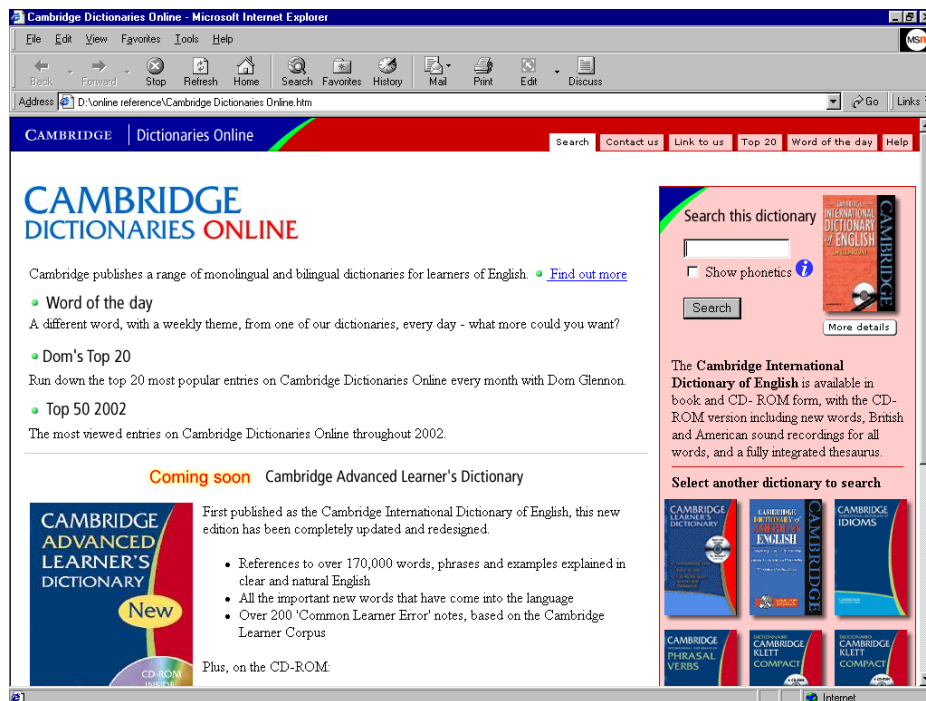 Cambridge Dictionaries Online - Microsoft Internet Explorer
File Edit View Favorites Tools Help
MSN
Back Forward Stop Refresh Home Search Favorites History Mail Print Edit Discuss
Address D:\online reference\Cambridge Dictionaries Online.htm Go Links
CAMBRIDGE Dictionaries Online
Search Contact us Link to us Top 20 Word of the day Help
CAMBRIDGE
DICTIONARIES ONLINE
Cambridge publishes a range of monolingual and bilingual dictionaries for learners of English. Find out more
Word of the day
A different word, with a weekly theme, from one of our dictionaries, every day - what more could you want?
Dom's Top 20
Run down the top 20 most popular entries on Cambridge Dictionaries Online every month with Dom Glennon.
Top 50 2002
The most viewed entries on Cambridge Dictionaries Online throughout 2002.
Coming soon Cambridge Advanced Learner's Dictionary
CAMBRIDGE
ADVANCED
LEARNER'S
DICTIONARY
New
CD-ROM
INSIDE
First published as the Cambridge International Dictionary of English, this new
edition has been completely updated and redesigned.
References to over 170,000 words, phrases and examples explained in
clear and natural English
All the important new words that have come into the language
Over 200 'Common Learner Error' notes, based on the Cambridge
Learner Corpus
Plus, on the CD-ROM:
Search this dictionary
Show phonetics
Search
CAMBRIDGE
INTERNATIONAL
DICTIONARY
of ENGLISH
CAMBRIDGE
More details
The Cambridge International
Dictionary of English is available in
book and CD- ROM form, with the CD-
ROM version including new words, British
and American sound recordings for all
words, and a fully integrated thesaurus.
Select another dictionary to search
CAMBRIDGE
LEARNER'S
DICTIONARY
CAMBRIDGE
DICTIONARY of
AMERICAN
ENGLISH
CAMBRIDGE
CAMBRIDGE
IDIOMS
CAMBRIDGE
PHRASAL
VERBS
DICTIONNAIRE
CAMBRIDGE
KLETT
COMPACT
DICCIONARIO
CAMBRIDGE
KLETT
COMPACT
Internet